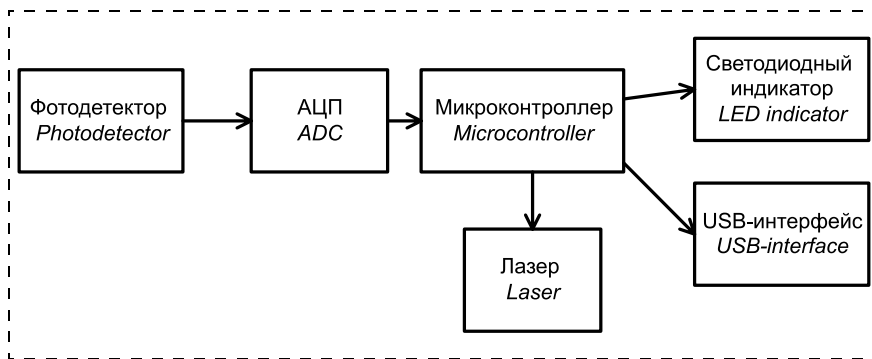 Фотодетектор
Photodetector
АЦП
ADC
Микроконтроллер
Microcontroller
Светодиодный
индикатор
LED indicator
USB-интерфейс
USB-interface
Лазер
Laser